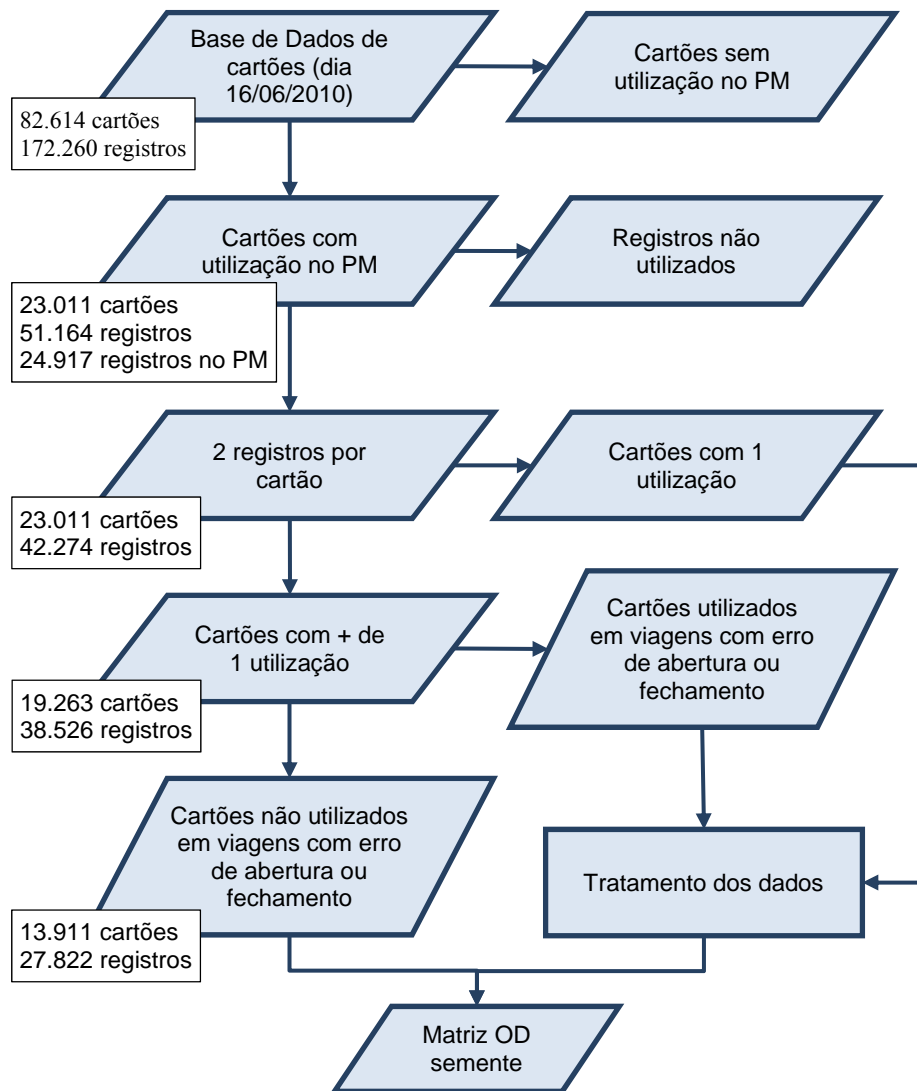 Base de Dados de
cartões (dia
16/06/2010)
Cartões sem
utilização no PM
82.614 cartões
172.260 registros
Cartões com
utilização no PM
Registros não
utilizados
23.011 cartões
51.164 registros
24.917 registros no PM
2 registros por
cartão
Cartões com 1
utilização
23.011 cartões
42.274 registros
Cartões com + de
1 utilização
Cartões utilizados
em viagens com erro
de abertura ou
fechamento
19.263 cartões
38.526 registros
Cartões não utilizados
em viagens com erro
de abertura ou
fechamento
Tratamento dos dados
13.911 cartões
27.822 registros
Matriz OD
semente